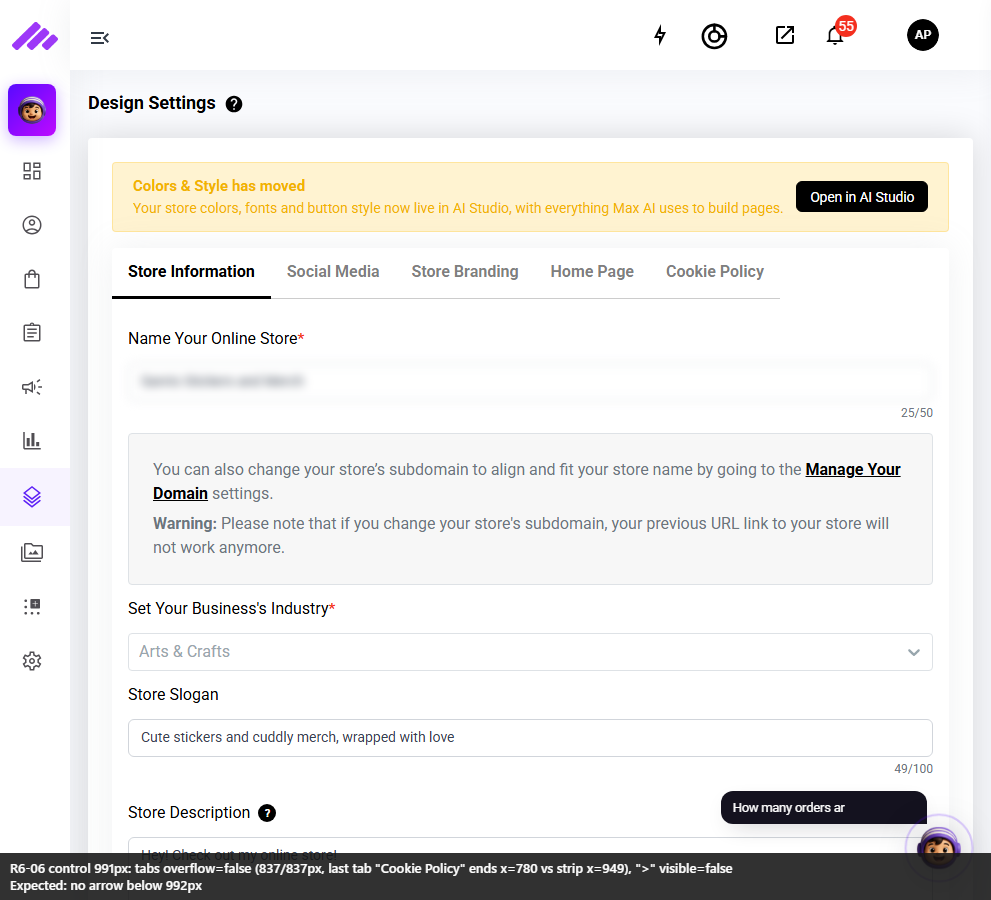 55
AP
Design Settings ?
Colors & Style has moved
Your store colors, fonts and button style now live in AI Studio, with everything Max AI uses to build pages.
Open in AI Studio
Store Information Social Media Store Branding Home Page Cookie Policy
Name Your Online Store*
25/50
You can also change your store’s subdomain to align and fit your store name by going to the Manage Your
Domain settings.
Warning: Please note that if you change your store's subdomain, your previous URL link to your store will
not work anymore.
Set Your Business's Industry*
Arts & Crafts
Store Slogan
Cute stickers and cuddly merch, wrapped with love
49/100
Store Description ?
How many orders ar
Hey! Check out my online store!
R6-06 control 991px: tabs overflow=false (837/837px, last tab "Cookie Policy" ends x=780 vs strip x=949), ">" visible=false
Expected: no arrow below 992px